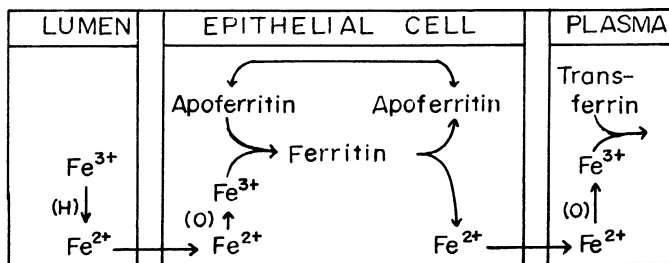 LUMEN
EPITHELIAL CELL
PLASMA
Apoferritin
Apoferritin
Trans-
ferrin
Ferritin
Fe3+
(H)
Fe2+
Fe3+
(O)
Fe2+
Fe2+
Fe3+
(O)
Fe2+